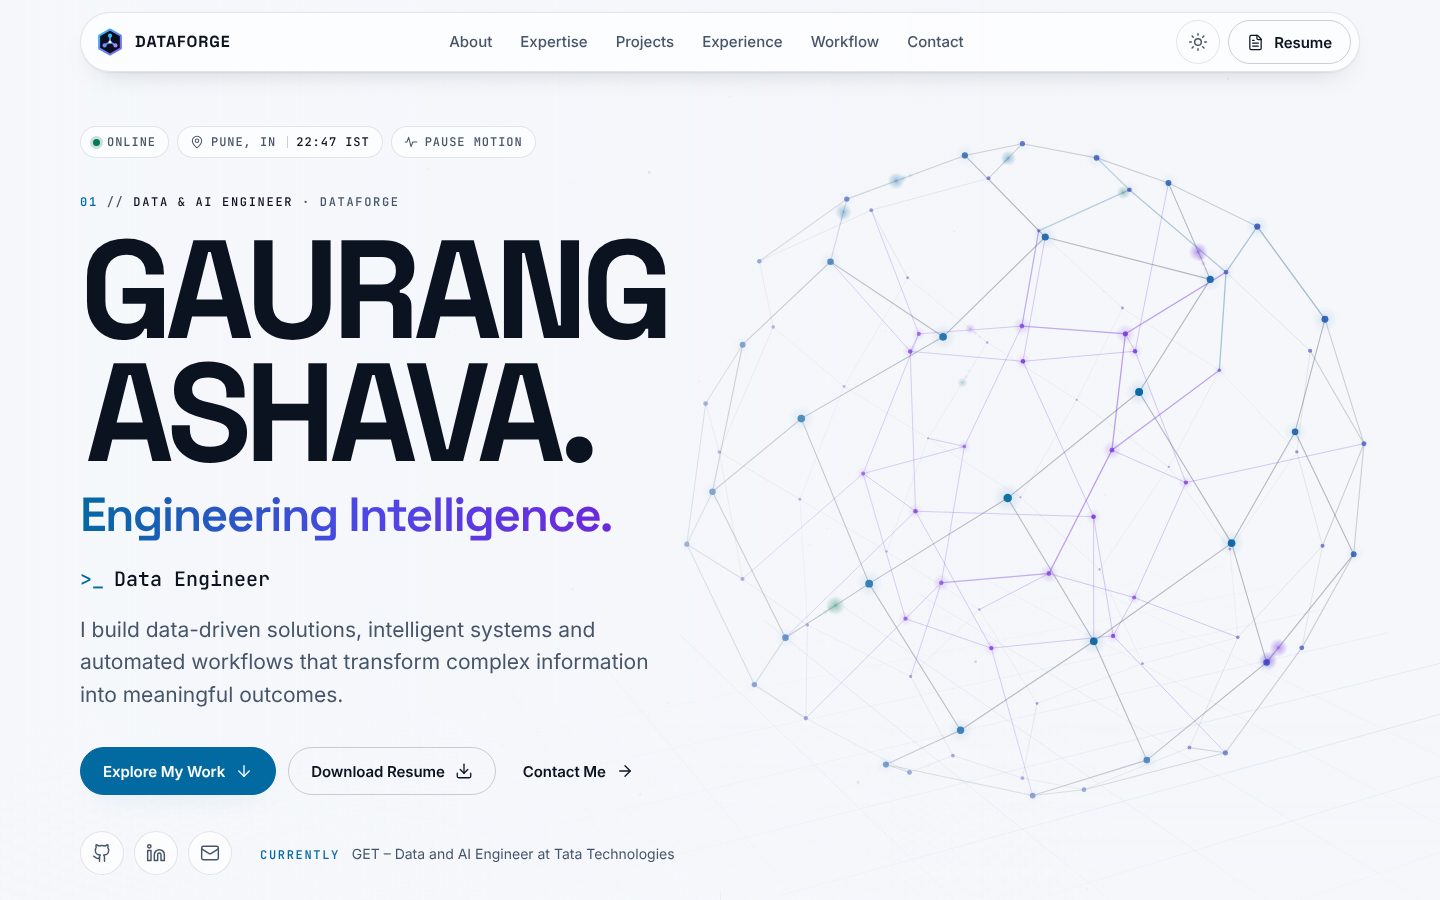 DATAFORGE
About Expertise Projects Experience Workflow Contact
Resume
ONLINE
PUNE, IN | 22:47 IST
PAUSE MOTION
01 // DATA & AI ENGINEER · DATAFORGE
GAURANG
ASHAVA.
Engineering Intelligence.
>_ Data Engineer
I build data-driven solutions, intelligent systems and
automated workflows that transform complex information
into meaningful outcomes.
Explore My Work ↓
Download Resume
Contact Me →
CURRENTLY GET – Data and AI Engineer at Tata Technologies